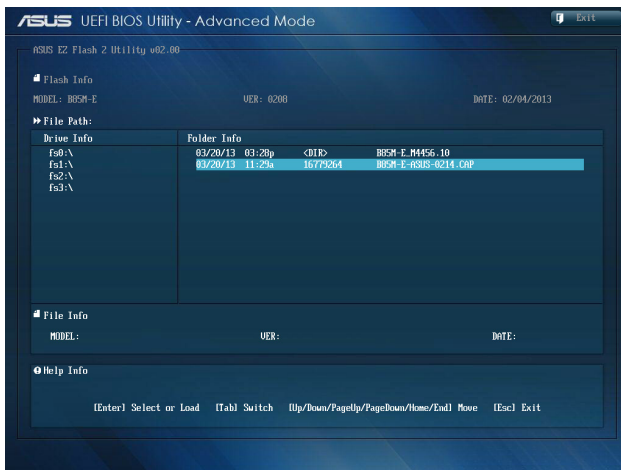 ASUS UEFI BIOS Utility - Advanced Mode
Exit
ASUS EZ Flash 2 Utility v02.00
Flash Info
MODEL: B85M-E VER: 0208 DATE: 02/04/2013
File Path:
Drive Info
fs0:\
fs1:\
fs2:\
fs3:\
Folder Info
03/20/13 03:28p <DIR> B85M-E_M4456.10
03/20/13 11:29a 16779264 B85M-E-ASUS-0214.CAP
File Info
MODEL: VER: DATE:
Help Info
[Enter] Select or Load [Tab] Switch [Up/Down/PageUp/PageDown/Home/End] Move [Esc] Exit